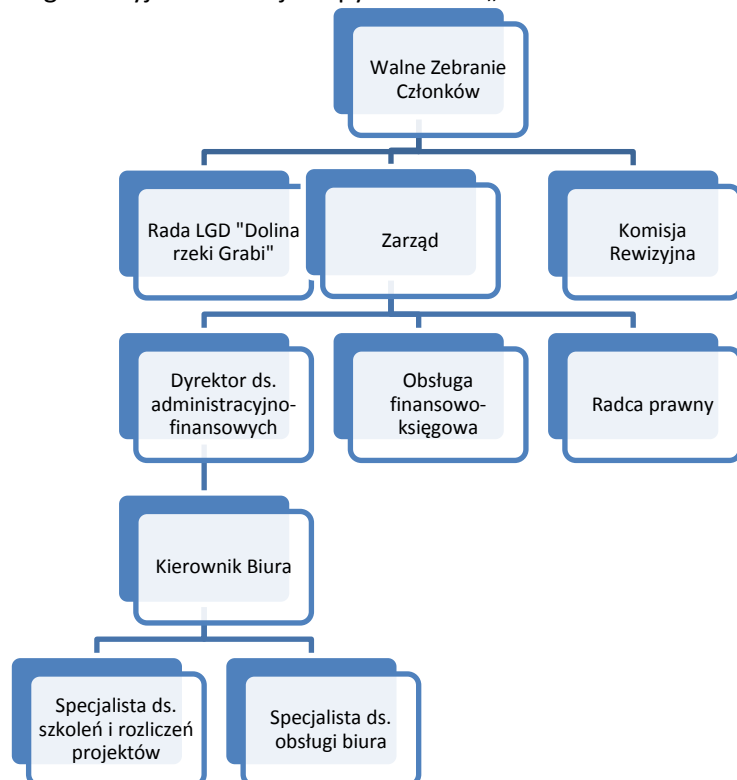 Walne Zebranie
Członków
Rada LGD "Dolina
rzeki Grabi"
Zarząd
Komisja
Rewizyjna
Dyrektor ds.
administracyjno-
finansowych
Obsługa
finansowo-
księgowa
Radca prawny
Kierownik Biura
Specjalista ds.
szkoleń i rozliczeń
projektów
Specjalista ds.
obsługi biura